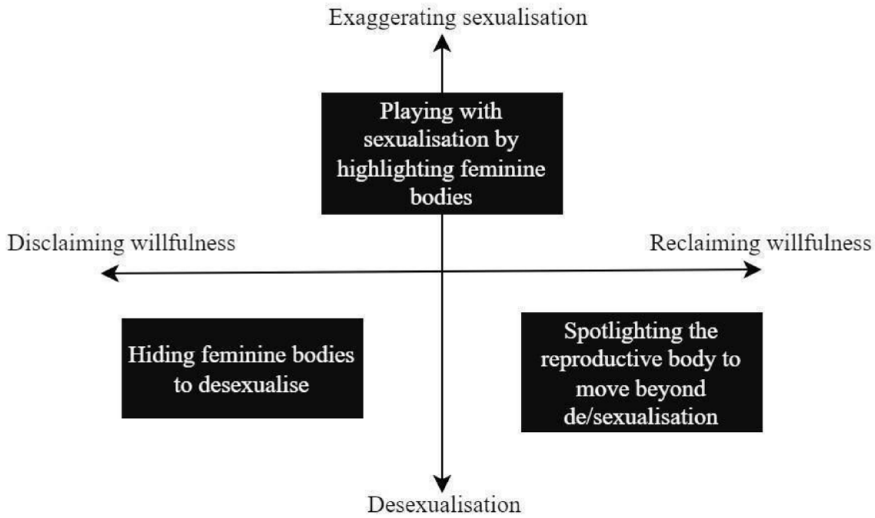 Exaggerating sexualisation
Playing with
sexualisation by
highlighting feminine
bodies
Disclaiming willfulness
Reclaiming willfulness
Hiding feminine bodies
to desexualise
Spotlighting the
reproductive body to
move beyond
de/sexualisation
Desexualisation